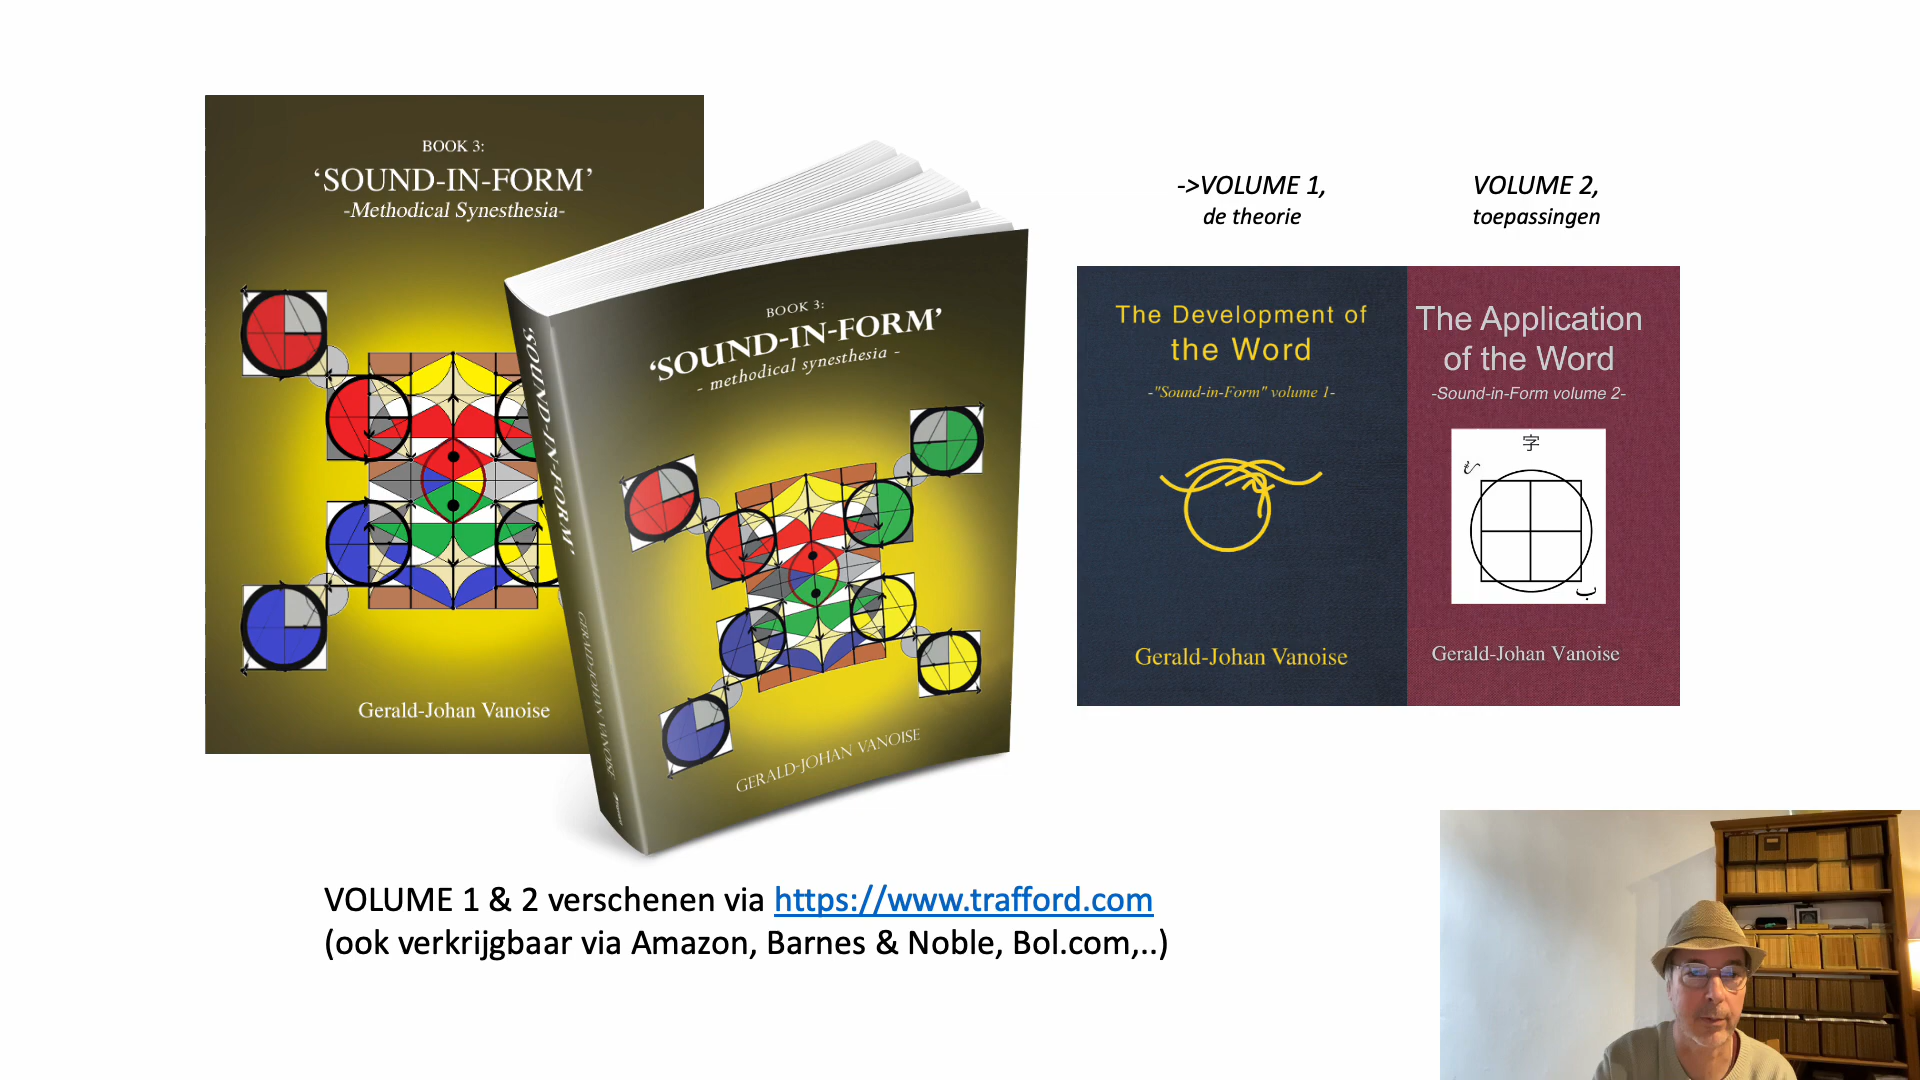 BOOK 3:
‘SOUND-IN-FORM’
-Methodical Synesthesia-
Gerald-Johan Vanoise
‘SOUND-IN-FORM’
GERALD-JOHAN VANOISE
BOOK 3:
‘SOUND-IN-FORM’
- methodical synesthesia -
GERALD-JOHAN VANOISE
->VOLUME 1,
de theorie
VOLUME 2,
toepassingen
The Development of
the Word
-"Sound-in-Form" volume 1-
Gerald-Johan Vanoise
The Application
of the Word
-Sound-in-Form volume 2-
字
ب
Gerald-Johan Vanoise
VOLUME 1 & 2 verschenen via https://www.trafford.com
(ook verkrijgbaar via Amazon, Barnes & Noble, Bol.com,..)